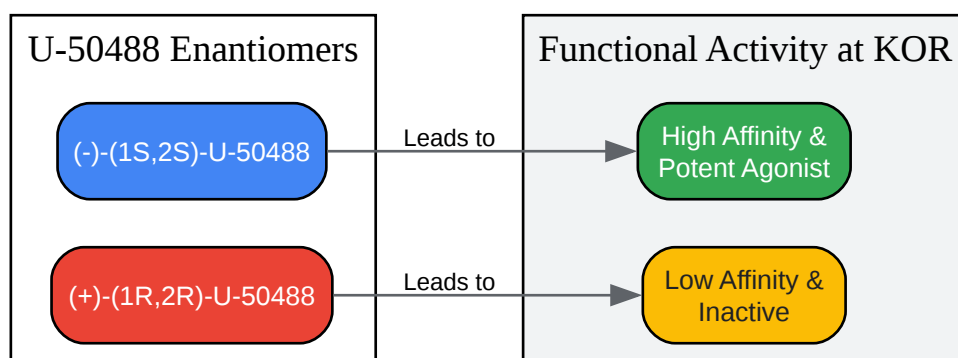 U-50488 Enantiomers
Functional Activity at KOR
(-)-(1S,2S)-U-50488
Leads to
High Affinity &
Potent Agonist
(+)-(1R,2R)-U-50488
Leads to
Low Affinity &
Inactive